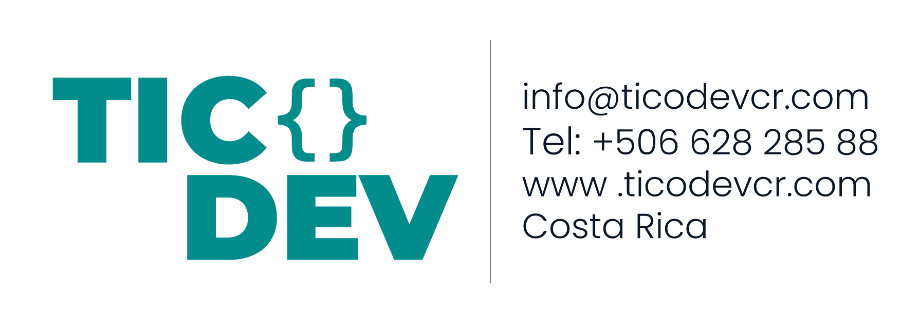 TIC{}
DEV
info@ticodevcr.com
Tel: +506 628 285 88
www .ticodevcr.com
Costa Rica